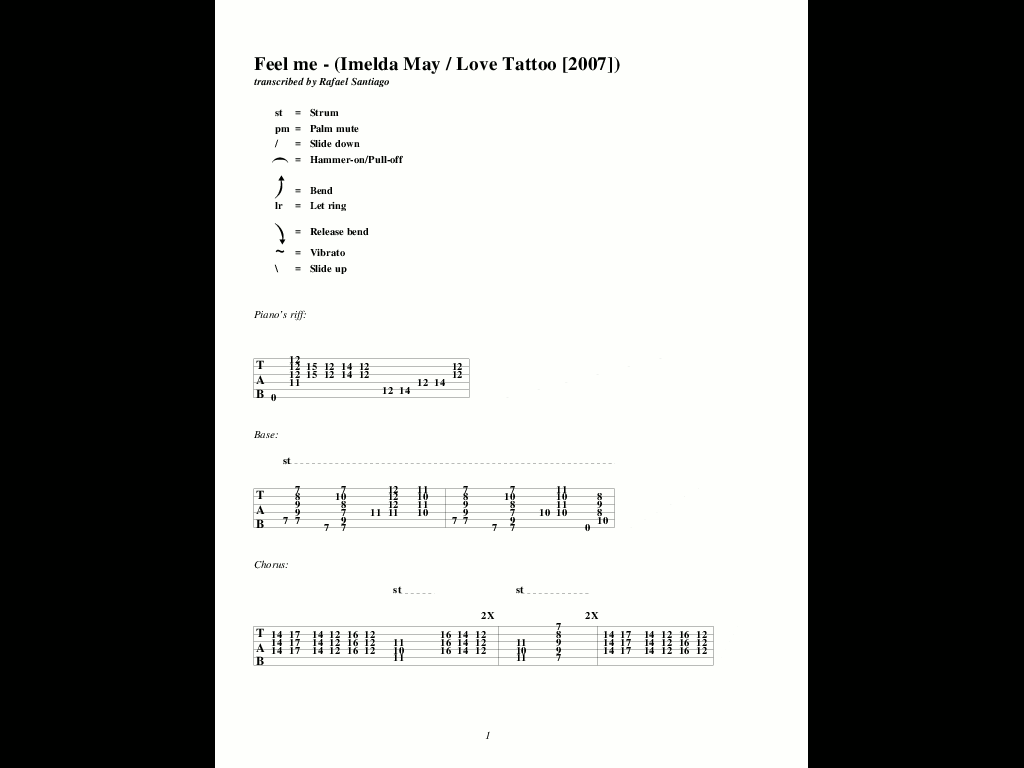 Feel me - (Imelda May / Love Tattoo [2007])
transcribed by Rafael Santiago
st = Strum
pm = Palm mute
/ = Slide down
= Hammer-on/Pull-off
= Bend
lr = Let ring
= Release bend
~ = Vibrato
\ = Slide up
Piano's riff:
12
T 12 15 12 14 12 12
12 15 12 14 12 12
A 11 12 14
12 14
B 0
Base:
st
7 7 12 11 7 7 11
T 8 10 12 10 8 10 10 8
9 8 12 11 9 8 11 9
A 9 7 11 11 10 9 7 10 10 8
7 7 9 7 7 9 10
B 7 7 7 7 0
Chorus:
st st
2X 2X
7
T 14 17 14 12 16 12 16 14 12 8 14 17 14 12 16 12
14 17 14 12 16 12 11 16 14 12 11 9 14 17 14 12 16 12
A 14 17 14 12 16 12 10 16 14 12 10 9 14 17 14 12 16 12
B 11 11 7
1